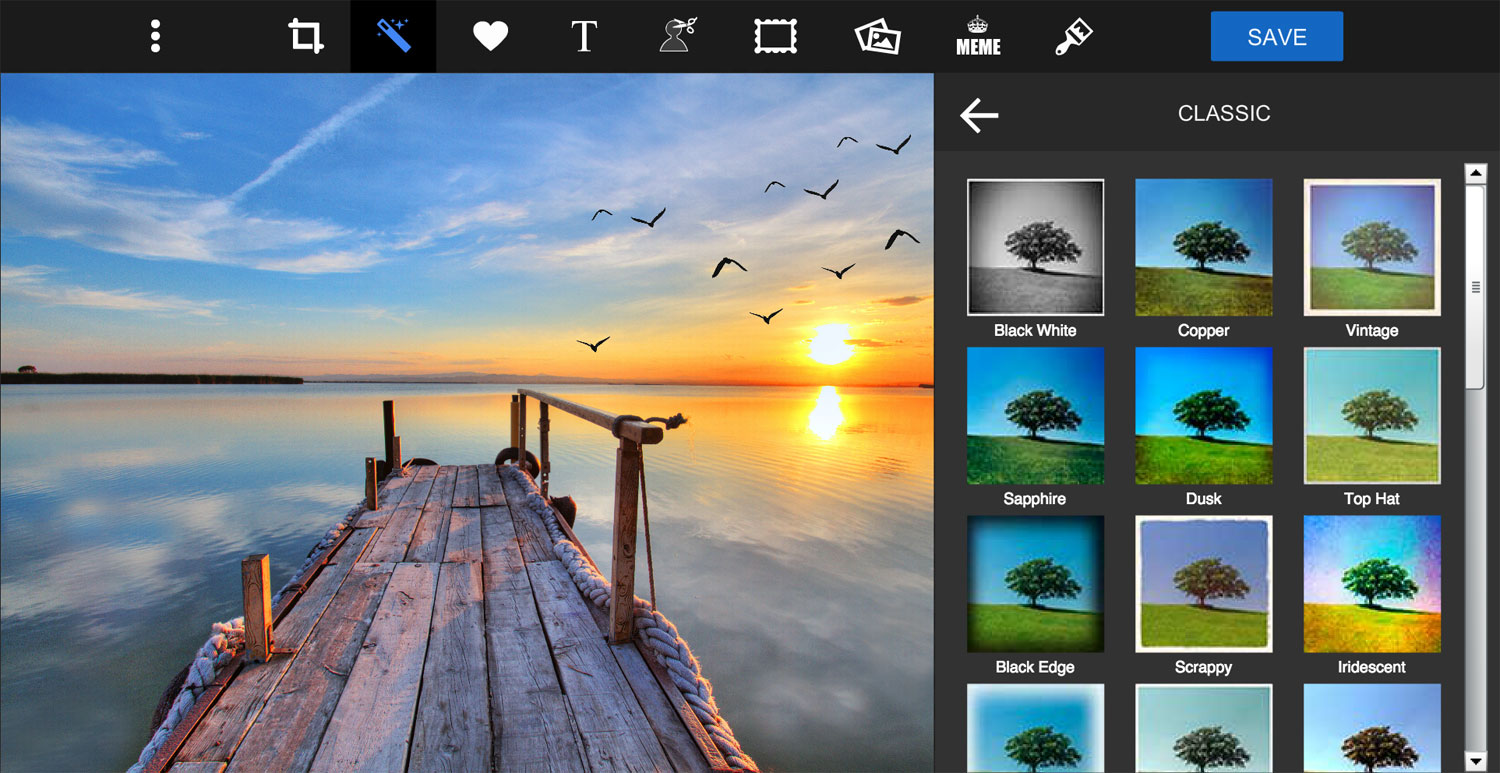 T
MEME
SAVE
CLASSIC
Black White
Copper
Vintage
Sapphire
Dusk
Top Hat
Black Edge
Scrappy
Iridescent